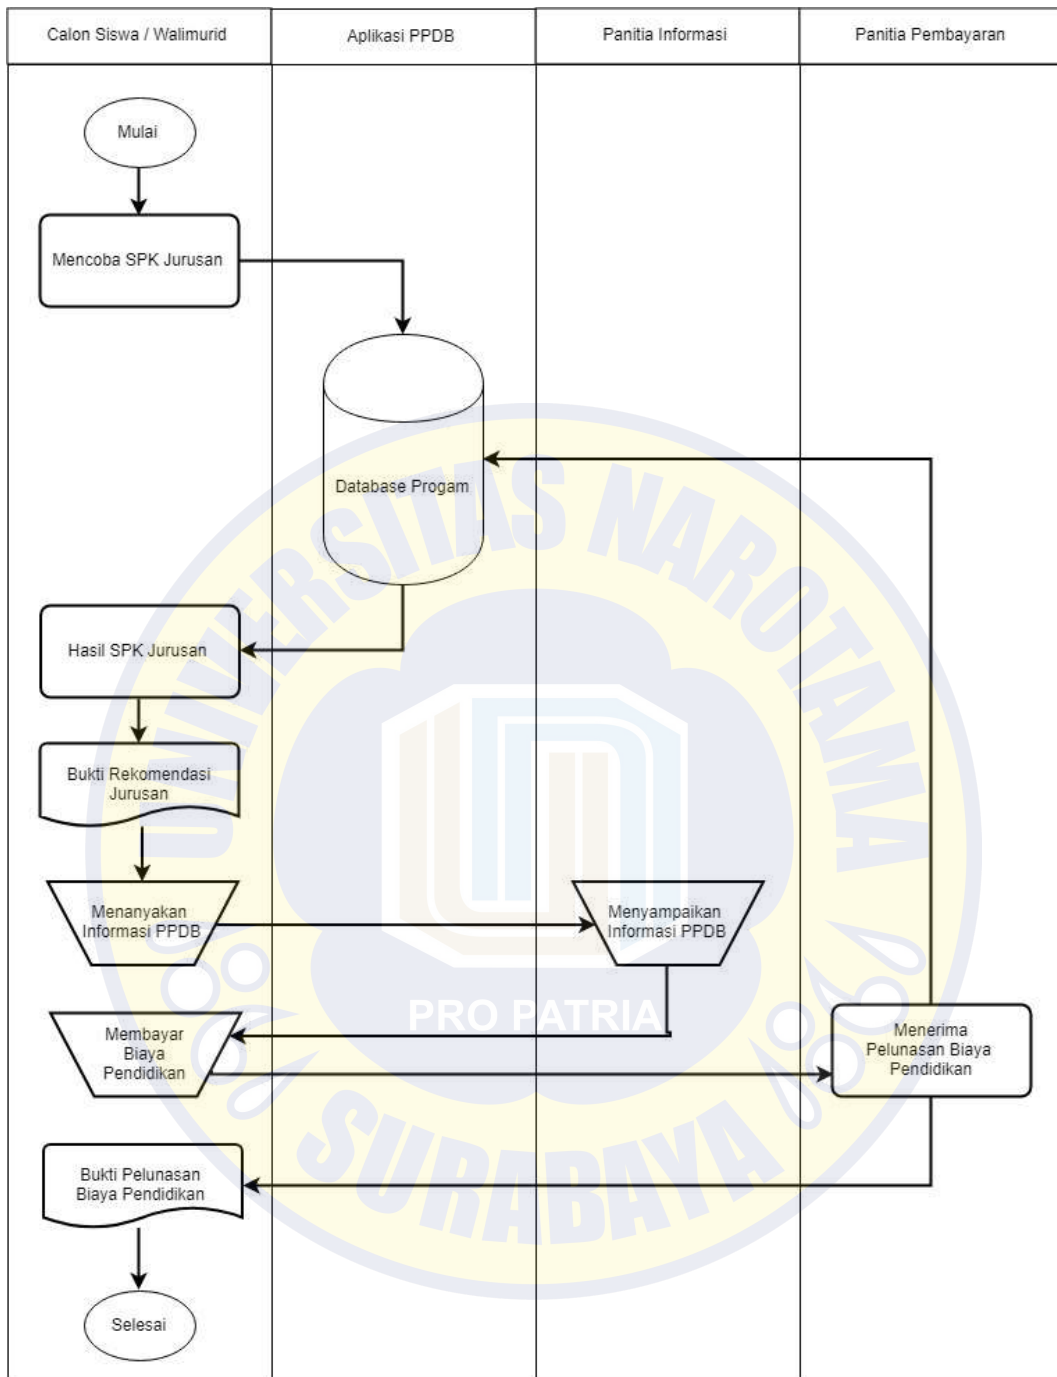 Calon Siswa / Walimurid
Aplikasi PPDB
Panitia Informasi
Panitia Pembayaran
Mulai
Mencoba SPK Jurusan
Database Progam
Hasil SPK Jurusan
Bukti Rekomendasi
Jurusan
Menanyakan
Informasi PPDB
Menyampaikan
Informasi PPDB
Membayar
Biaya
Pendidikan
Menerima
Pelunasan Biaya
Pendidikan
Bukti Pelunasan
Biaya Pendidikan
Selesai
UNIVERSITAS NAROTAMA
PRO PATRIA
SURABAYA